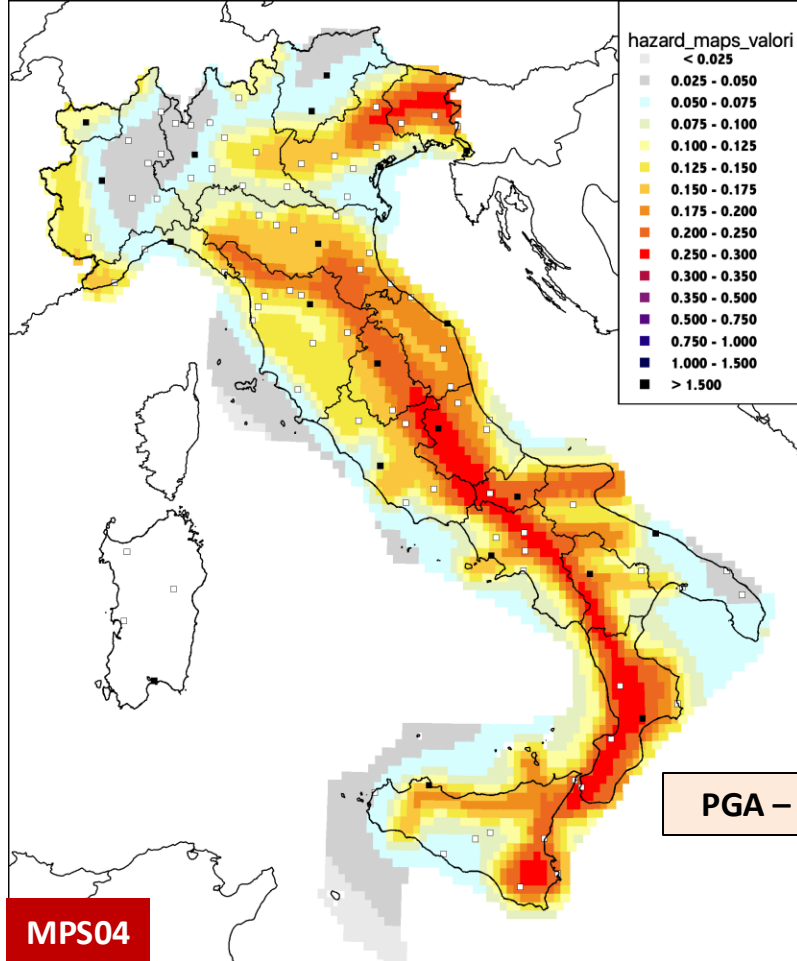 hazard_maps_valori
< 0.025
0.025 - 0.050
0.050 - 0.075
0.075 - 0.100
0.100 - 0.125
0.125 - 0.150
0.150 - 0.175
0.175 - 0.200
0.200 - 0.250
0.250 - 0.300
0.300 - 0.350
0.350 - 0.500
0.500 - 0.750
0.750 - 1.000
1.000 - 1.500
> 1.500
PGA –
MPS04